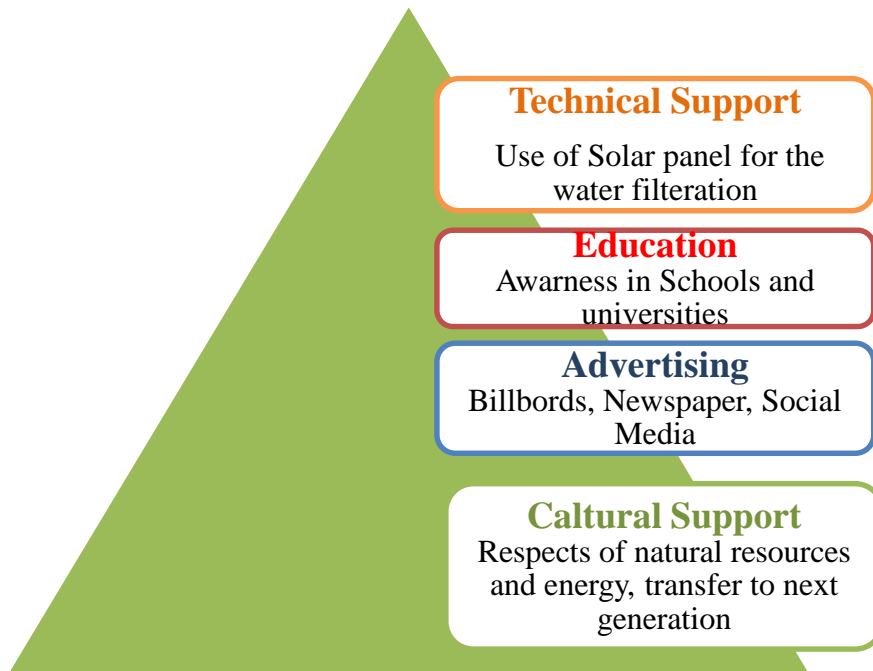 Technical Support
Use of Solar panel for the
water filteration
Education
Awarness in Schools and
universities
Advertising
Billbords, Newspaper, Social
Media
Caltural Support
Respects of natural resources
and energy, transfer to next
generation